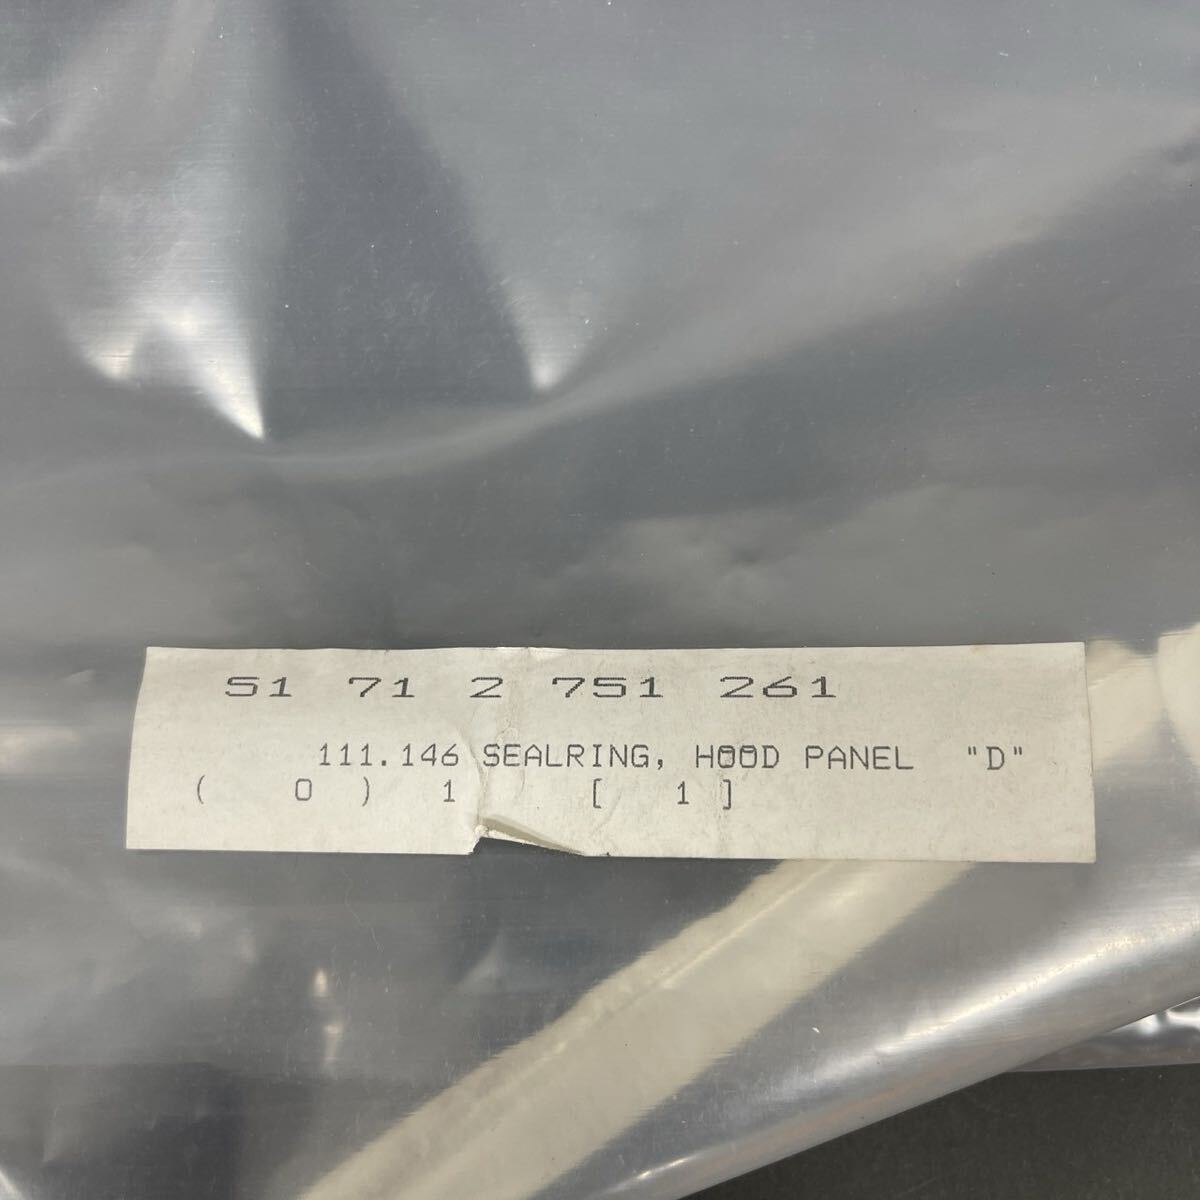 51 71 2 751 261
111.146 SEALRING, HOOD PANEL "D"
( 0 ) 1 [ 1 ]